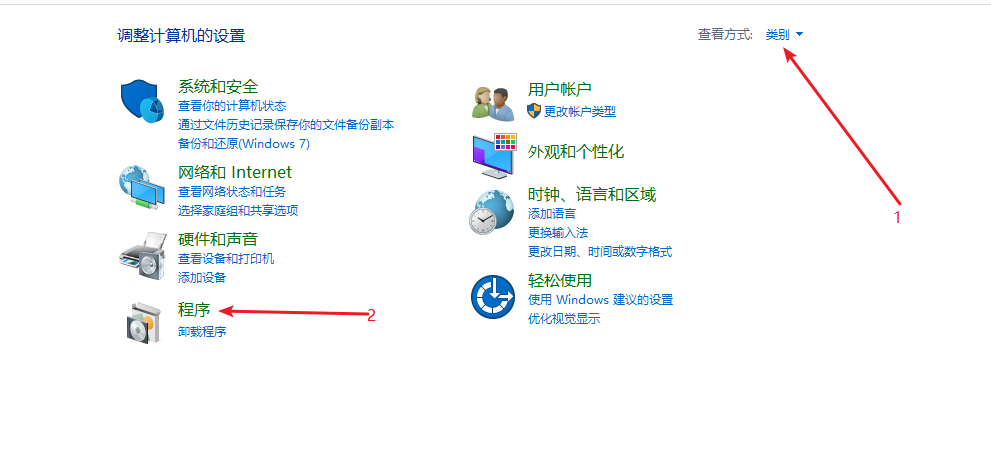 调整计算机的设置
查看方式: 类别
系统和安全
查看你的计算机状态
通过文件历史记录保存你的文件备份副本
备份和还原(Windows 7)
网络和 Internet
查看网络状态和任务
选择家庭组和共享选项
硬件和声音
查看设备和打印机
添加设备
程序
卸载程序
2
用户帐户
更改帐户类型
外观和个性化
时钟、语言和区域
添加语言
更换输入法
更改日期、时间或数字格式
轻松使用
使用 Windows 建议的设置
优化视觉显示
1